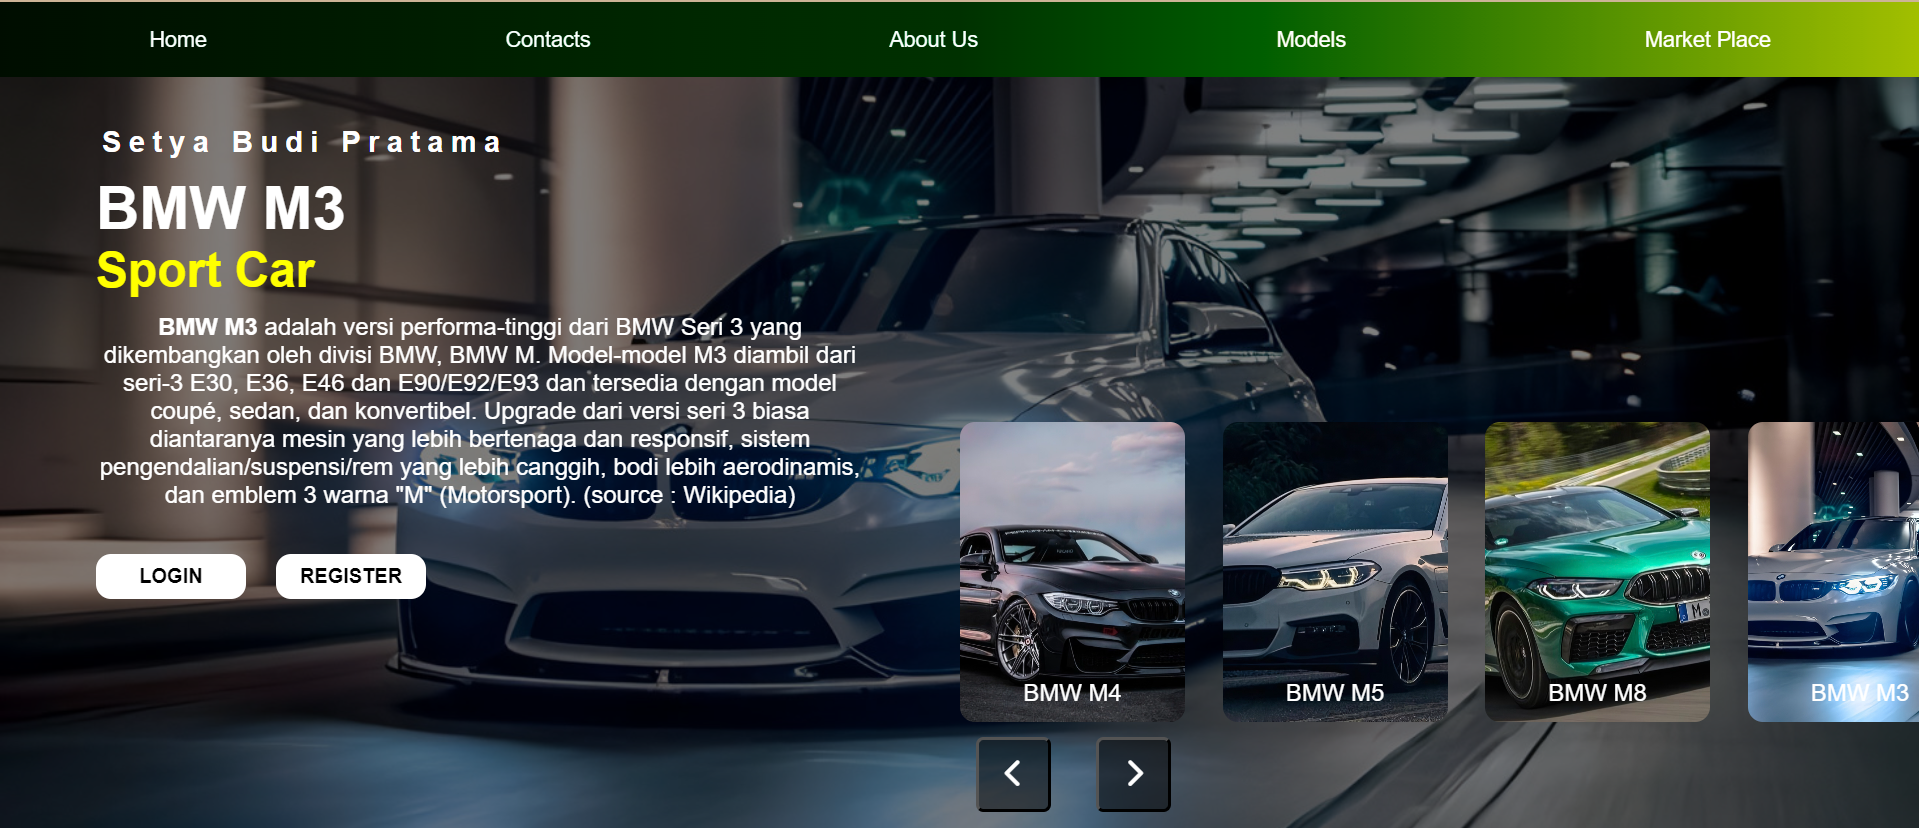 Home
Contacts
About Us
Models
Market Place
Setya Budi Pratama
BMW M3
Sport Car
BMW M3 adalah versi performa-tinggi dari BMW Seri 3 yang
dikembangkan oleh divisi BMW, BMW M. Model-model M3 diambil dari
seri-3 E30, E36, E46 dan E90/E92/E93 dan tersedia dengan model
coupé, sedan, dan konvertibel. Upgrade dari versi seri 3 biasa
diantaranya mesin yang lebih bertenaga dan responsif, sistem
pengendalian/suspensi/rem yang lebih canggih, bodi lebih aerodinamis,
dan emblem 3 warna "M" (Motorsport). (source : Wikipedia)
LOGIN
REGISTER
BMW M4
BMW M5
BMW M8
BMW M3